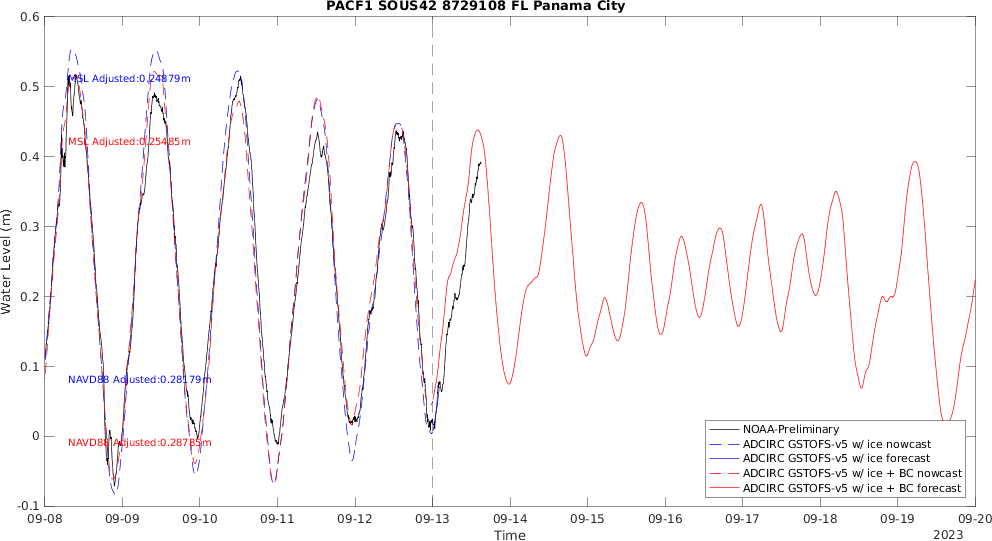 PACF1 SOUS42 8729108 FL Panama City
0.6
0.5
0.4
0.3
0.2
0.1
0
-0.1
Water Level (m)
MSL Adjusted:0.24879m
MSL Adjusted:0.25485m
NAVD88 Adjusted:0.28179m
NAVD88 Adjusted:0.28785m
NOAA-Preliminary
ADCIRC GSTOFS-v5 w/ ice nowcast
ADCIRC GSTOFS-v5 w/ ice forecast
ADCIRC GSTOFS-v5 w/ ice + BC nowcast
ADCIRC GSTOFS-v5 w/ ice + BC forecast
09-08 09-09 09-10 09-11 09-12 09-13 09-14 09-15 09-16 09-17 09-18 09-19 09-20
Time
2023